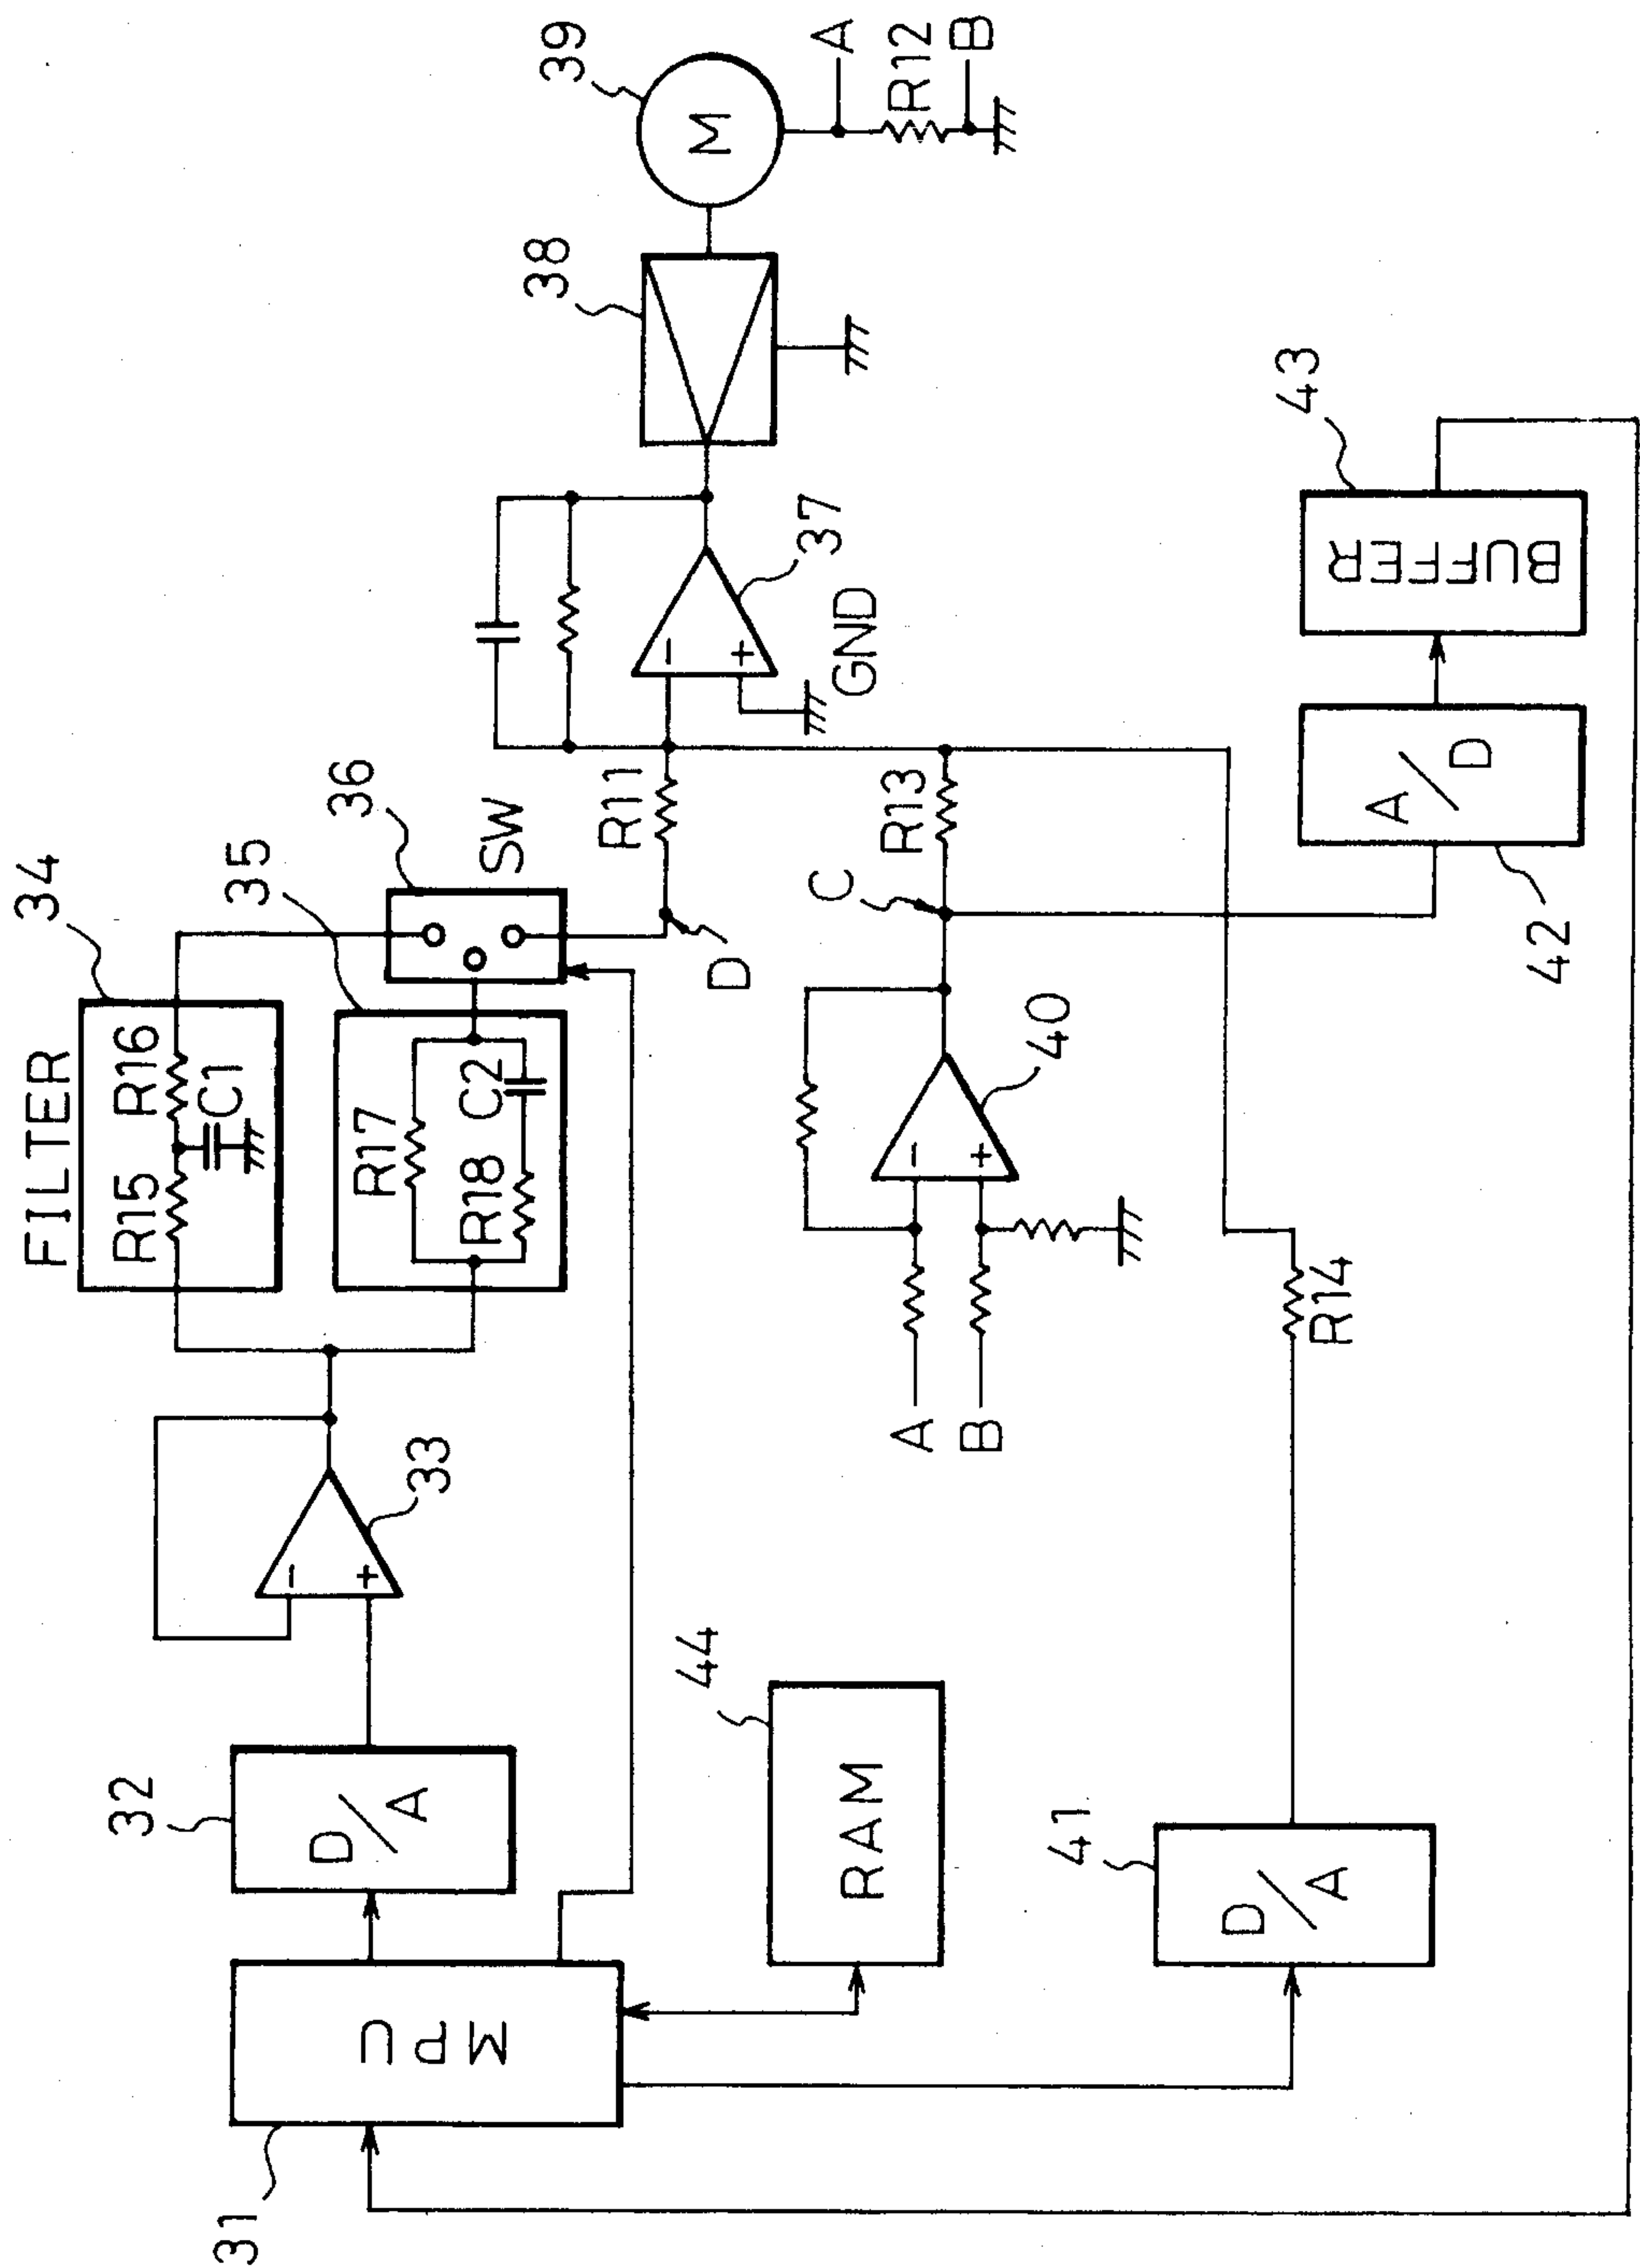 FILTER
34
R15
R16
C1
35
R17
R18
C2
36
SW
31
MPU
32
D/A
33
-
+
D
R11
37
-
+
GND
38
39
M
A
R12
B
44
RAM
A
B
-
+
40
C
R13
41
D/A
R14
42
A/D
43
BUFFER